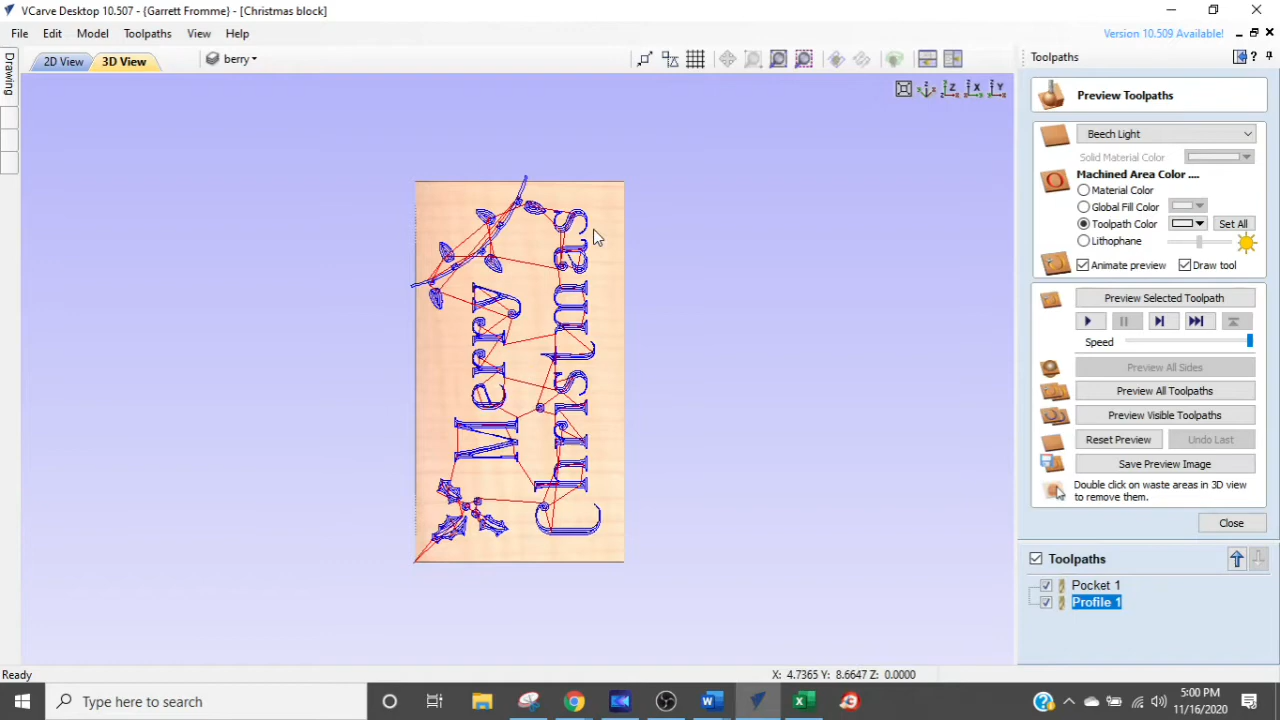 VCarve Desktop 10.507 - {Garrett Fromme} - [Christmas block]
File Edit Model Toolpaths View Help
Version 10.509 Available!
Drawing
2D View
3D View
berry
Toolpaths
Preview Toolpaths
Beech Light
Solid Material Color
Machined Area Color ....
Material Color
Global Fill Color
Toolpath Color
Set All
Lithophane
Animate preview
Draw tool
Preview Selected Toolpath
Speed
Preview All Sides
Preview All Toolpaths
Preview Visible Toolpaths
Reset Preview
Undo Last
Save Preview Image
Double click on waste areas in 3D view
to remove them.
Close
Toolpaths
Pocket 1
Profile 1
Merry
Christmas
Ready
X: 4.7365 Y: 8.6647 Z: 0.0000
Type here to search
5:00 PM
11/16/2020